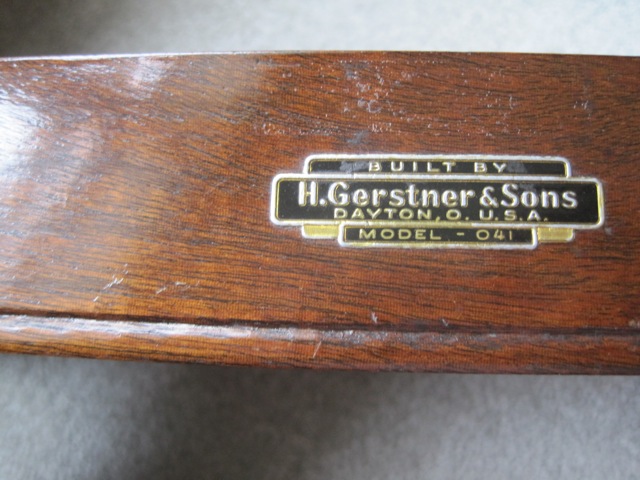 BUILT BY
H.Gerstner & Sons
DAYTON, O. U.S.A.
MODEL - 041